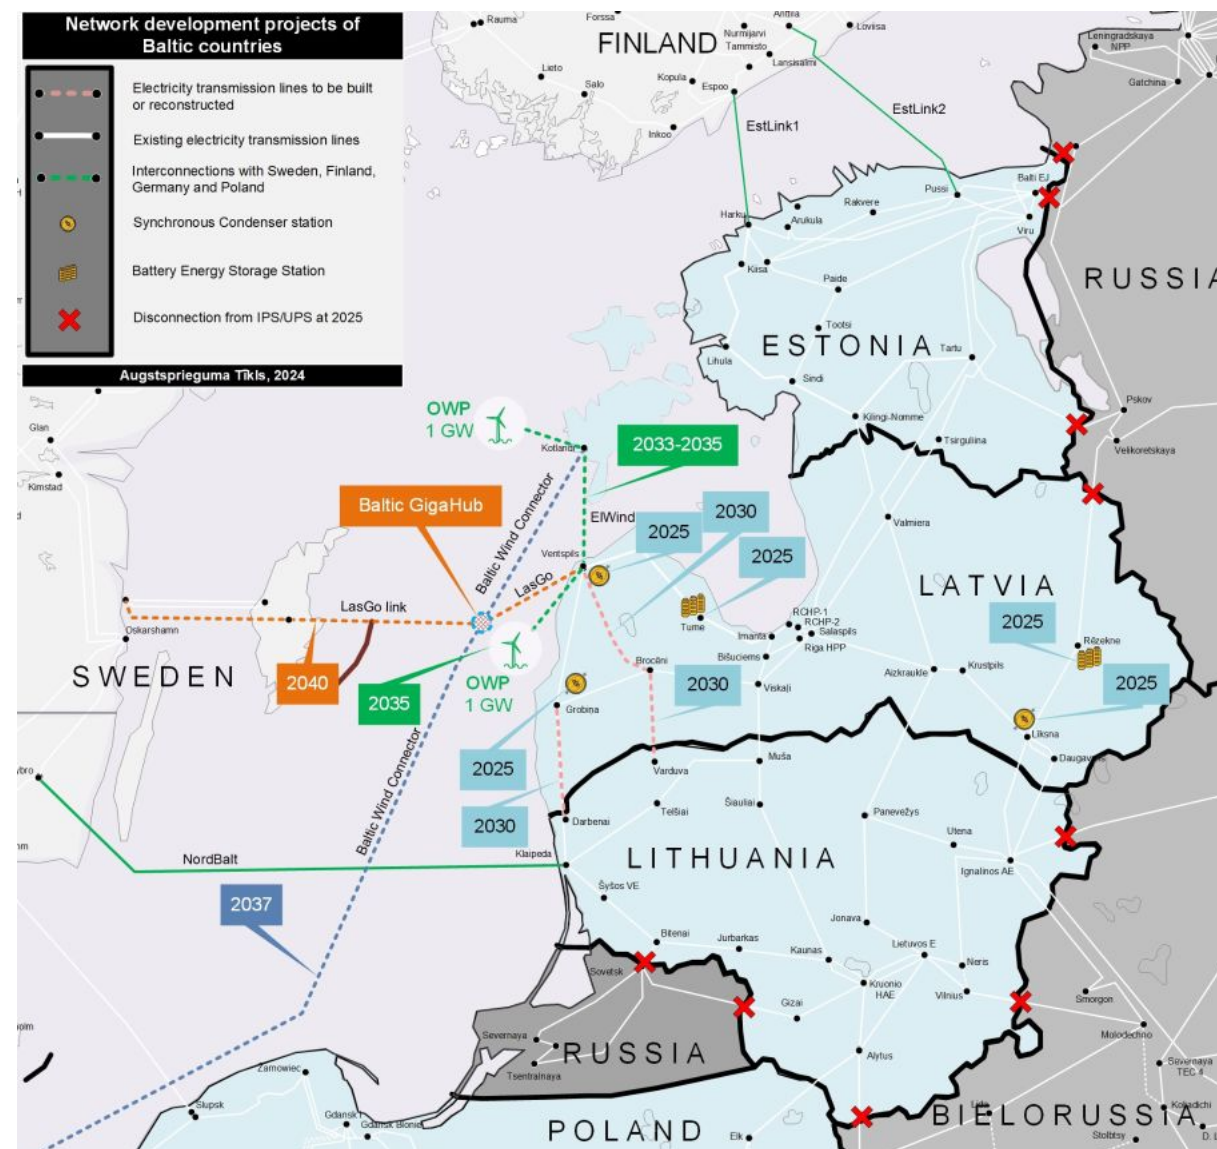 Network development projects of
Baltic countries
Electricity transmission lines to be built
or reconstructed
Existing electricity transmission lines
Interconnections with Sweden, Finland,
Germany and Poland
Synchronous Condenser station
Battery Energy Storage Station
Disconnection from IPS/UPS at 2025
Augstsprieguma Tīkls, 2024
Rauma
Forssa
Anttila
Loviisa
FINLAND
Nurmijarvi
Tammisto
Lansisalmi
Leningradskaya
NPP
Lieto
Salo
Kopula
Espoo
Gatchina
Inkoo
EstLink1
EstLink2
Balti EJ
Pussi
Rakvere
Harku
Arukula
Viru
Kiisa
Paide
RUSSIA
Tootsi
ESTONIA
Tartu
Lihula
Sindi
Pskov
Kilingi-Nomme
Tsirguliina
Velikoretskaya
Glan
Kimstad
OWP
1 GW
Kotlandi
2033-2035
Baltic GigaHub
Baltic Wind Connector
ElWind
2030
2025
2025
Valmiera
Ventspils
LasGo
LATVIA
LasGo link
Oskarshamn
SWEDEN
2040
2035
OWP
1 GW
Tume
Imanta
RCHP-1
RCHP-2
Salaspils
Riga HPP
Bišuciems
Brocēni
2030
Viskaļi
Aizkraukle
Krustpils
2025
Rēzekne
2025
Grobiņa
Līksna
Daugavpils
Baltic Wind Connector
2025
2030
Varduva
Muša
Telšiai
Šiauliai
Darbenai
Panevežys
Utena
Ignalinos AE
Klaipeda
NordBalt
LITHUANIA
2037
Šyšos VE
Bitenai
Jurbarkas
Jonava
Kaunas
Lietuvos E
Neris
Sovetsk
Kruonio
HAE
Vilnius
Gizai
Smorgon
Molodechno
Severnaya
RUSSIA
Tsentralnaya
Alytus
Severnaya
TEC 4
Zarnowiec
Slupsk
Gdansk I
Gdansk Blonie
POLAND
Elk
Lida
BIELORUSSIA
Koliadichi
Stolbtsy